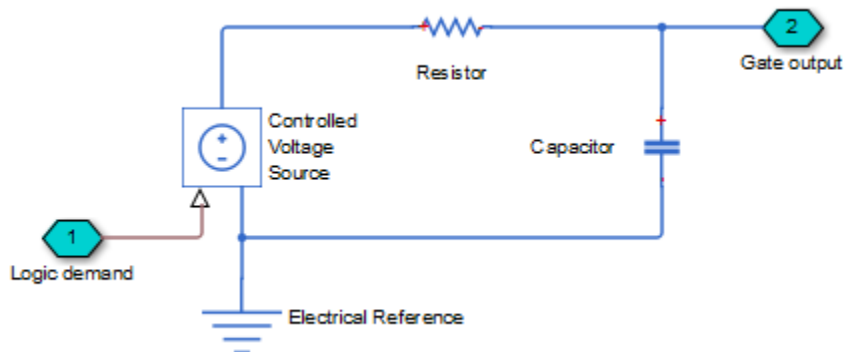 2
Gate output
Resistor
Controlled
Voltage
Source
Capacitor
1
Logic demand
Electrical Reference